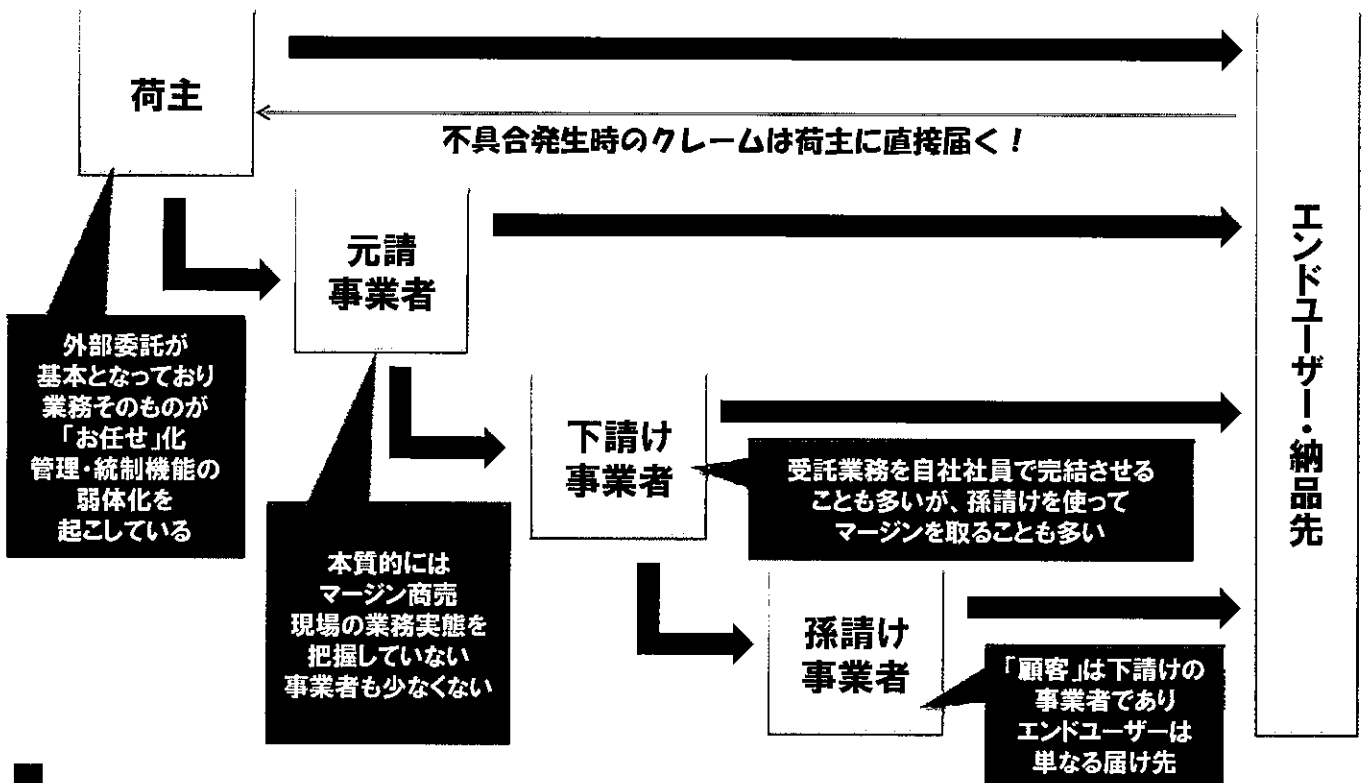 荷主
不具合発生時のクレームは荷主に直接届く！
元請
事業者
外部委託が
基本となっており
業務そのものが
「お任せ」化
管理・統制機能の
弱体化を
起こしている
下請け
事業者
受託業務を自社社員で完結させる
ことも多いが、孫請けを使って
マージンを取ることも多い
本質的には
マージン商売
現場の業務実態を
把握していない
事業者も少なくない
孫請け
事業者
「顧客」は下請けの
事業者であり
エンドユーザーは
単なる届け先
エンドユーザー・納品先